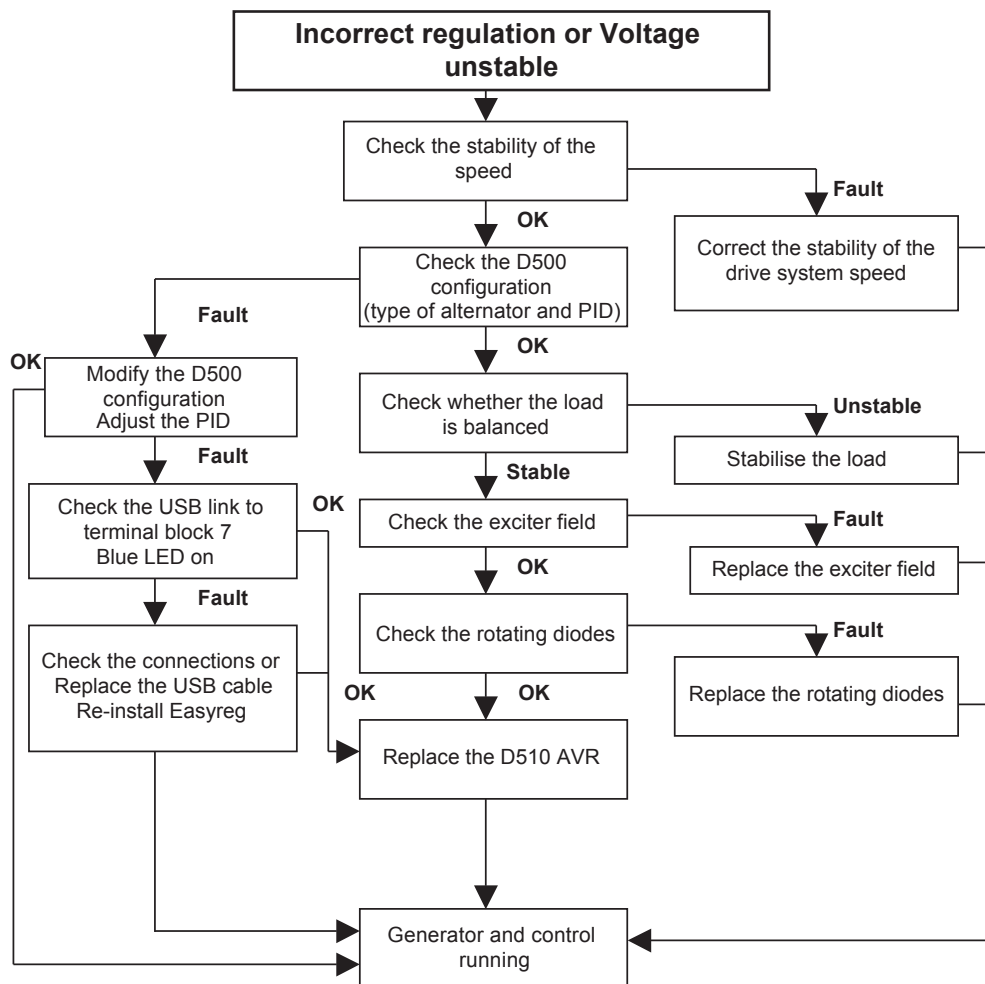 Incorrect regulation or Voltage
unstable
Check the stability of the
speed
Fault
OK
Correct the stability of the
drive system speed
Check the D500
configuration
(type of alternator and PID)
Fault
OK
OK
Modify the D500
configuration
Adjust the PID
Check whether the load
is balanced
Unstable
Stabilise the load
Fault
Stable
Check the USB link to
terminal block 7
Blue LED on
OK
Check the exciter field
Fault
Replace the exciter field
OK
Fault
Check the rotating diodes
Fault
Check the connections or
Replace the USB cable
Re-install Easyreg
OK
OK
Replace the rotating diodes
Replace the D510 AVR
Generator and control
running